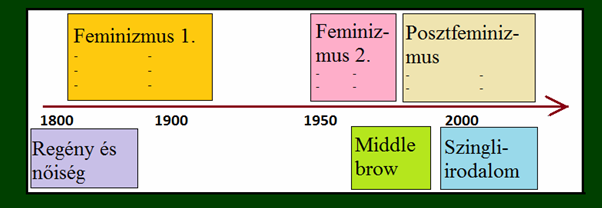 Feminizmus 1.
- -
- -
- -
Feminiz-
mus 2.
- -
- -
Posztfeminiz-
mus
- -
- -
1800
1900
1950
2000
Regény és
nőiség
Middle
brow
Szingli-
irodalom